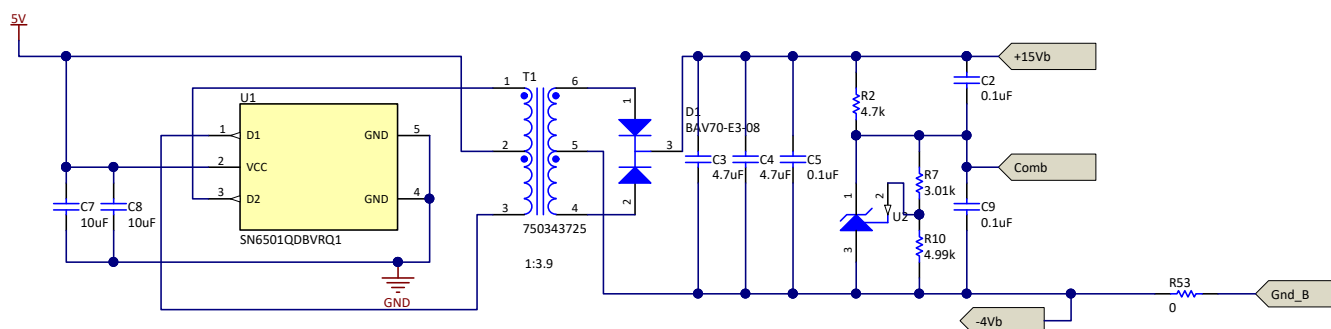 5V
U1
1
D1
2
VCC
3
D2
GND
5
GND
4
SN6501QDBVRQ1
C7
10uF
C8
10uF
GND
T1
1
2
3
6
5
4
750343725
1:3.9
1
2
3
D1
BAV70-E3-08
C3
4.7uF
C4
4.7uF
C5
0.1uF
R2
4.7k
C2
0.1uF
+15Vb
Comb
1
2
3
U2
R7
3.01k
R10
4.99k
C9
0.1uF
-4Vb
R53
0
Gnd_B